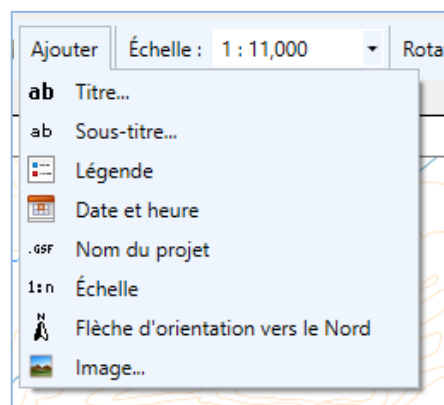 Ajouter Échelle : 1 : 11,000 Rota
ab Titre...
ab Sous-titre...
Légende
Date et heure
.GSF Nom du projet
1:n Échelle
N Flèche d'orientation vers le Nord
Image...